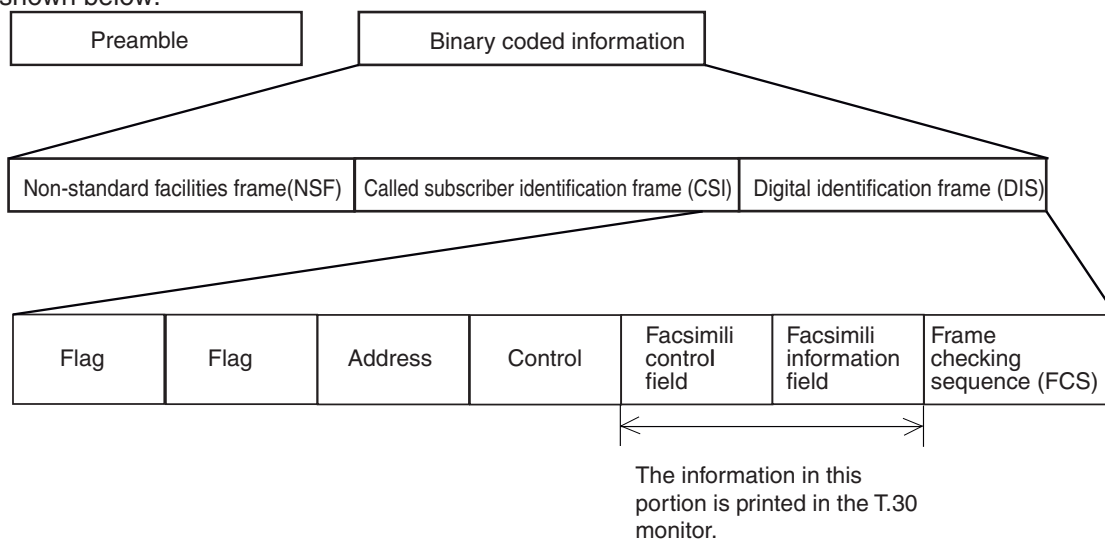 shown below.
Preamble
Binary coded information
Non-standard facilities frame(NSF)
Called subscriber identification frame (CSI)
Digital identification frame (DIS)
Flag
Flag
Address
Control
Facsimili
control
field
Facsimili
information
field
Frame
checking
sequence (FCS)
The information in this
portion is printed in the T.30
monitor.